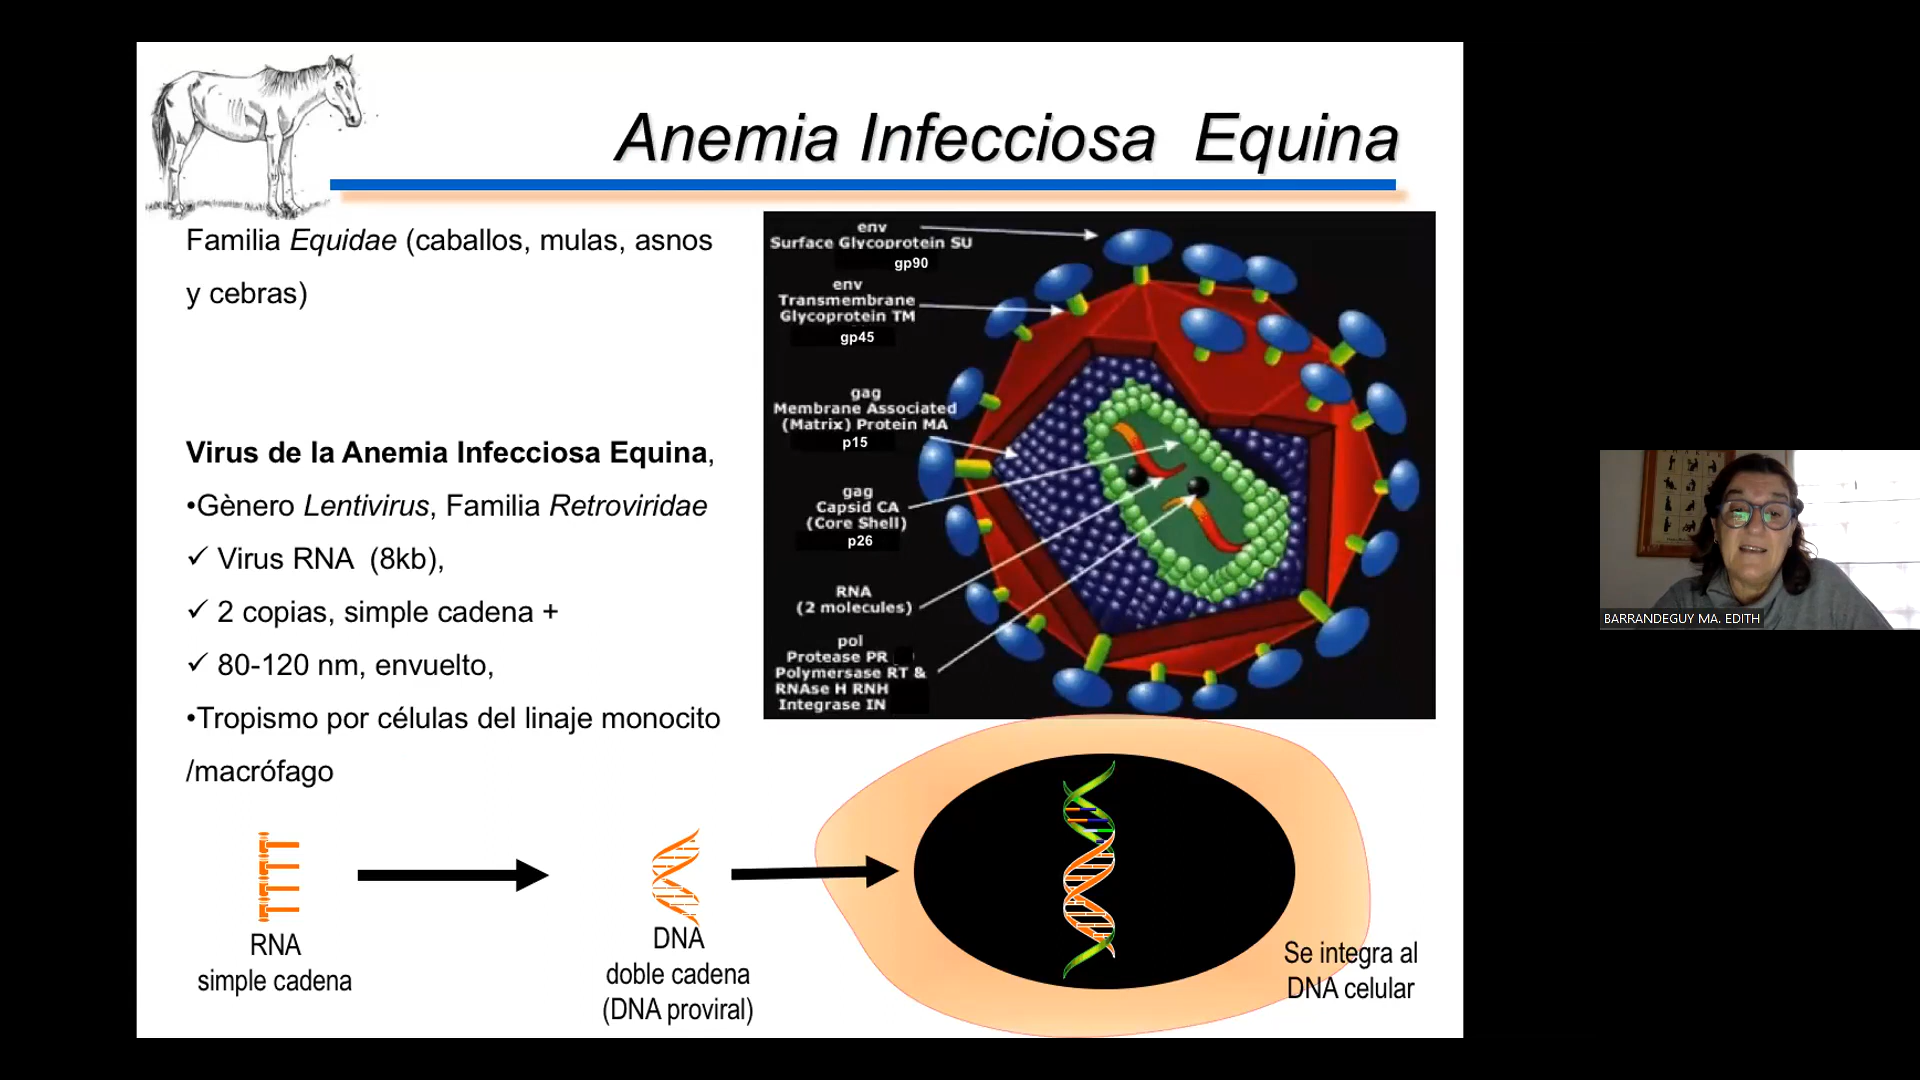 Anemia Infecciosa Equina
Familia Equidae (caballos, mulas, asnos
y cebras)
Virus de la Anemia Infecciosa Equina,
•Gènero Lentivirus, Familia Retroviridae
✓ Virus RNA (8kb),
✓ 2 copias, simple cadena +
✓ 80-120 nm, envuelto,
•Tropismo por células del linaje monocito
/macrófago
env
Surface Glycoprotein SU
gp90
env
Transmembrane
Glycoprotein TM
gp45
gag
Membrane Associated
(Matrix) Protein MA
p15
gag
Capsid CA
(Core Shell)
p26
RNA
(2 molecules)
pol
Protease PR
Polymersase RT &
RNAse H RNH
Integrase IN
RNA
simple cadena
DNA
doble cadena
(DNA proviral)
Se integra al
DNA celular
BARRANDEGUY MA. EDITH